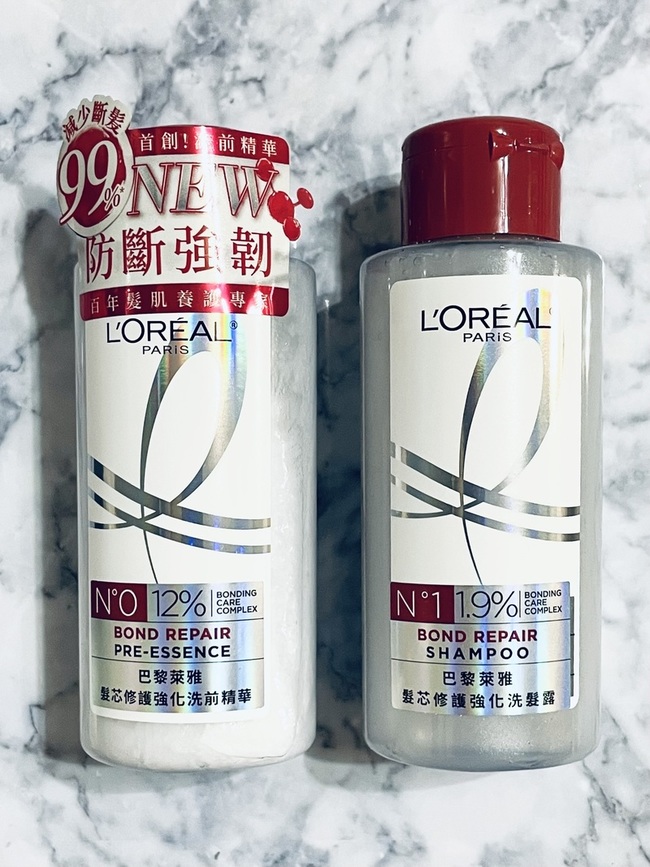 減少斷髮
99%*
首創!洗前精華
NEW
防斷強韌
百年髮肌養護專家
L'ORÉAL®
PARIS
N°0 12% BONDING
CARE
COMPLEX
BOND REPAIR
PRE-ESSENCE
巴黎萊雅
髮芯修護強化洗前精華
L'ORÉAL
PARIS
N°1 1.9% BONDING
CARE
COMPLEX
BOND REPAIR
SHAMPOO
巴黎萊雅
髮芯修護強化洗髮露